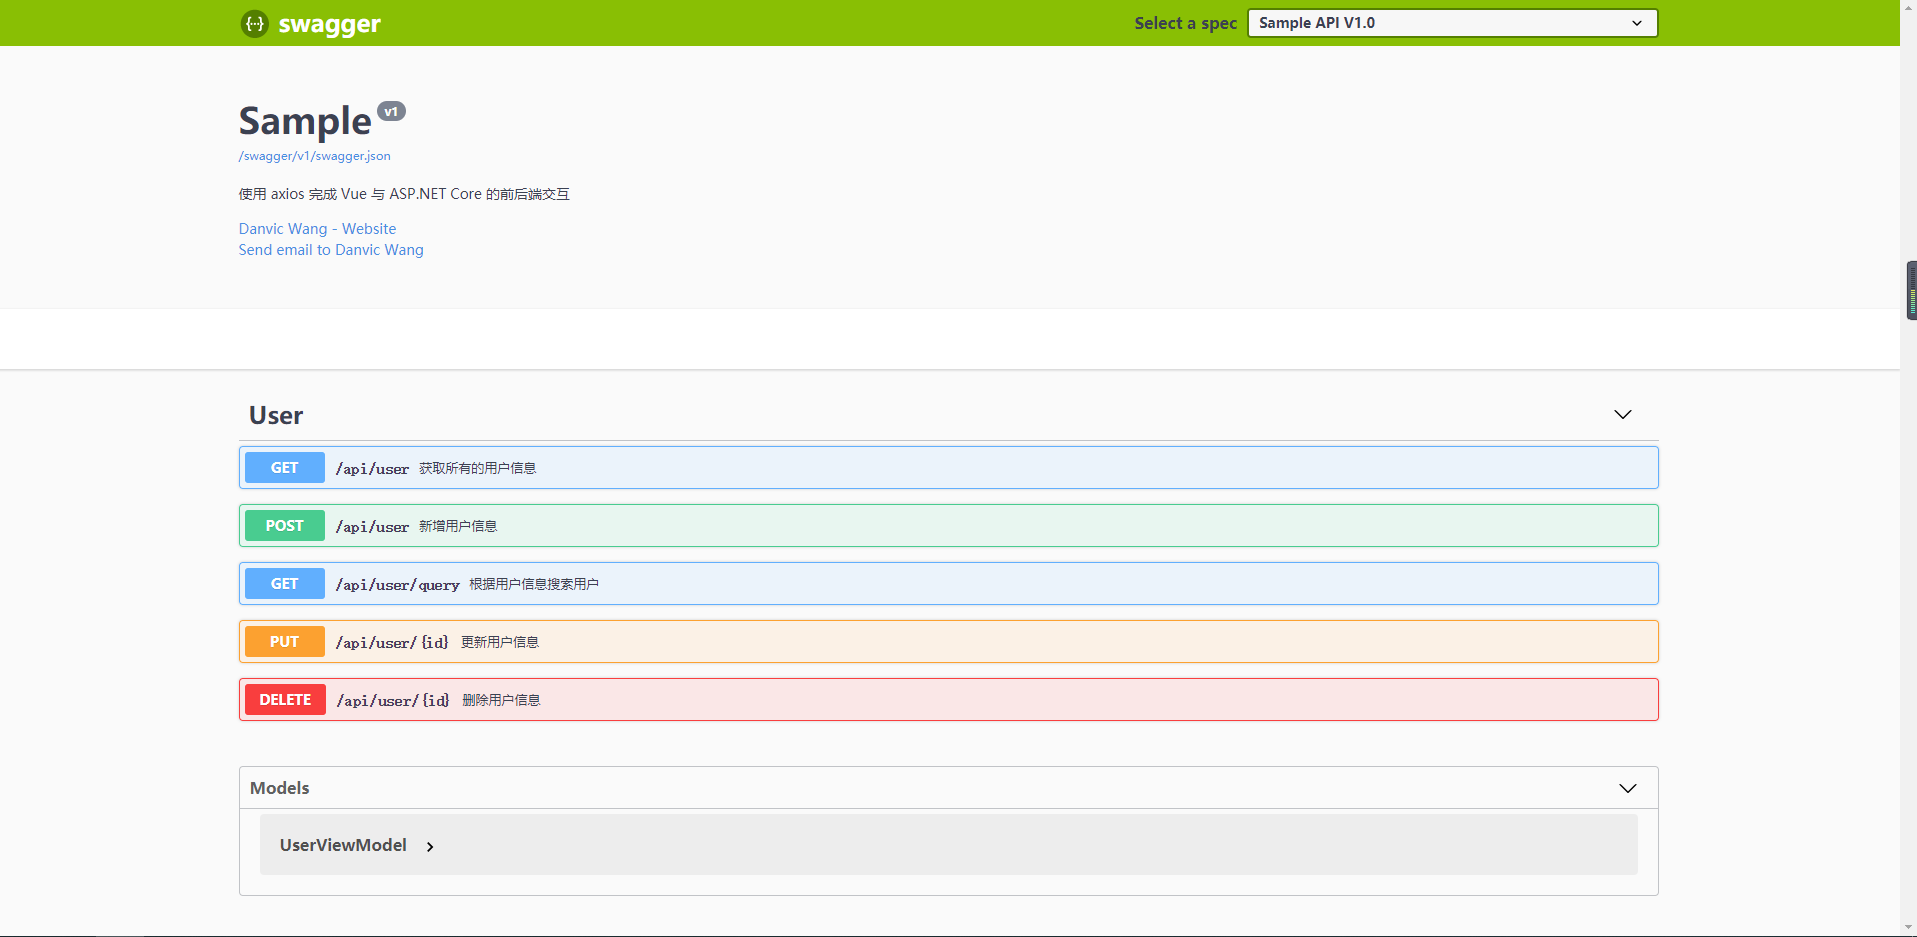 {···} swagger
Select a spec Sample API V1.0
Sample v1
/swagger/v1/swagger.json
使用 axios 完成 Vue 与 ASP.NET Core 的前后端交互
Danvic Wang - Website
Send email to Danvic Wang
User
GET /api/user 获取所有的用户信息
POST /api/user 新增用户信息
GET /api/user/query 根据用户信息搜索用户
PUT /api/user/{id} 更新用户信息
DELETE /api/user/{id} 删除用户信息
Models
UserViewModel